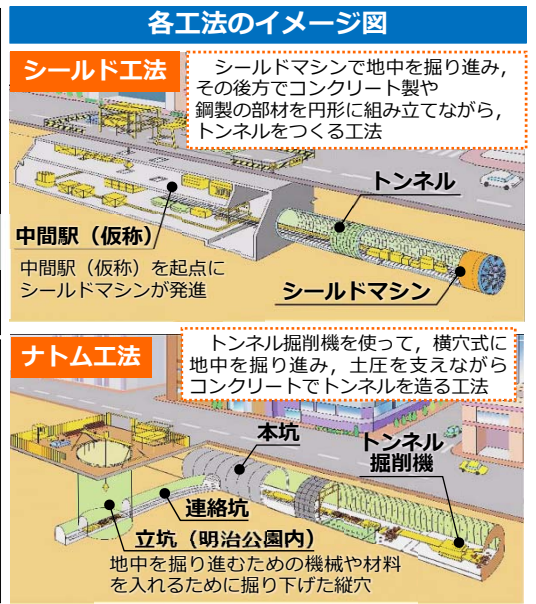 各工法のイメージ図
シールド工法
シールドマシンで地中を掘り進み，
その後方でコンクリート製や
鋼製の部材を円形に組み立てながら，
トンネルをつくる工法
トンネル
中間駅（仮称）
中間駅（仮称）を起点に
シールドマシンが発進
シールドマシン
ナトム工法
トンネル掘削機を使って，横穴式に
地中を掘り進み，土圧を支えながら
コンクリートでトンネルを造る工法
本坑
トンネル
掘削機
連絡坑
立坑（明治公園内）
地中を掘り進むための機械や材料
を入れるために掘り下げた縦穴